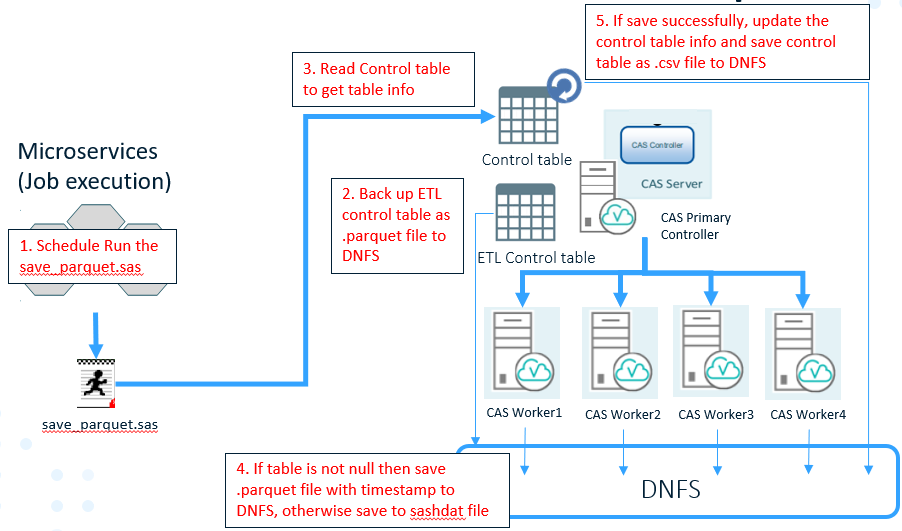 5. If save successfully, update the
control table info and save control
table as .csv file to DNFS
3. Read Control table
to get table info
Control table
CAS Controller
CAS Server
Microservices
(Job execution)
2. Back up ETL
control table as
.parquet file to
DNFS
CAS Primary
Controller
1. Schedule Run the
save_parquet.sas
ETL Control table
save_parquet.sas
CAS Worker1
CAS Worker2
CAS Worker3
CAS Worker4
4. If table is not null then save
.parquet file with timestamp to
DNFS, otherwise save to sashdat file
DNFS